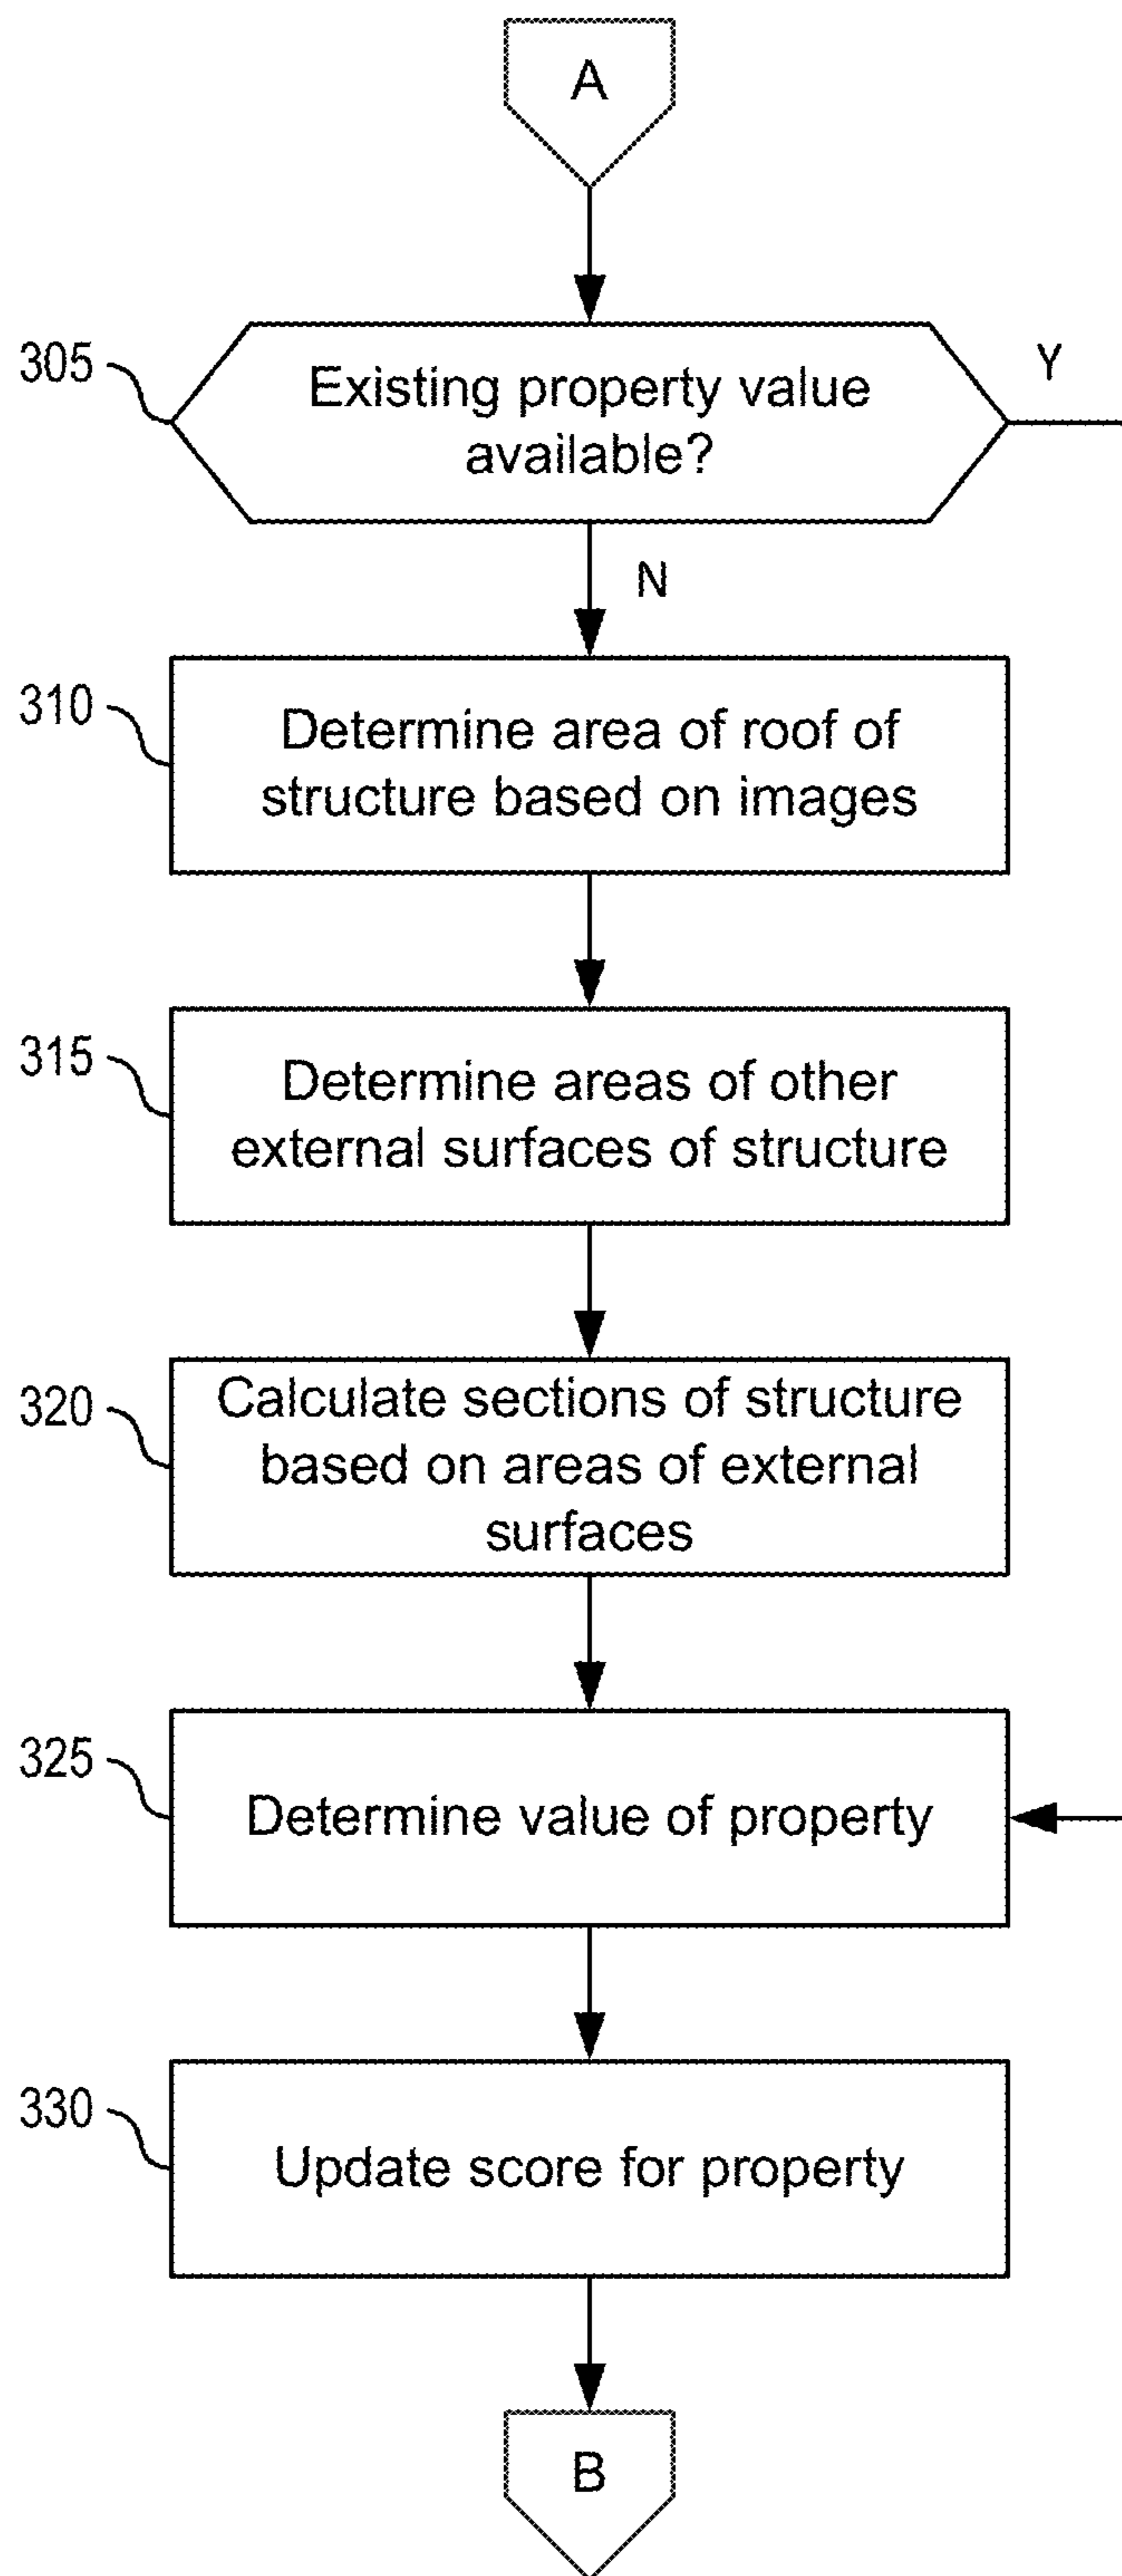 A
305
Existing property value
available?
Y
N
310
Determine area of roof of
structure based on images
315
Determine areas of other
external surfaces of structure
320
Calculate sections of structure
based on areas of external
surfaces
325
Determine value of property
330
Update score for property
B